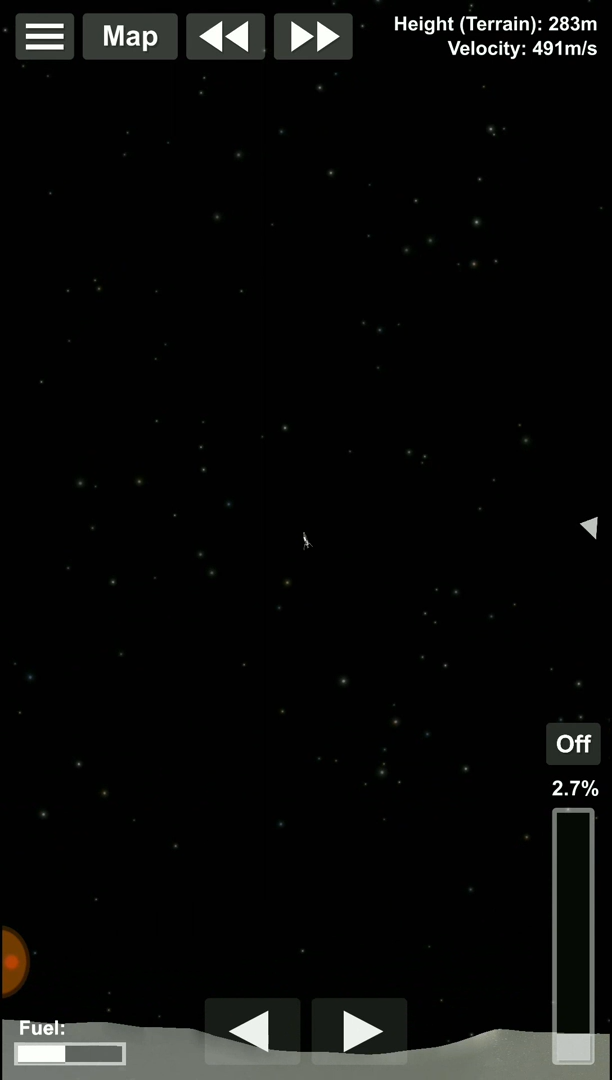 Map
Height (Terrain): 283m
Velocity: 491m/s
Off
2.7%
Fuel: